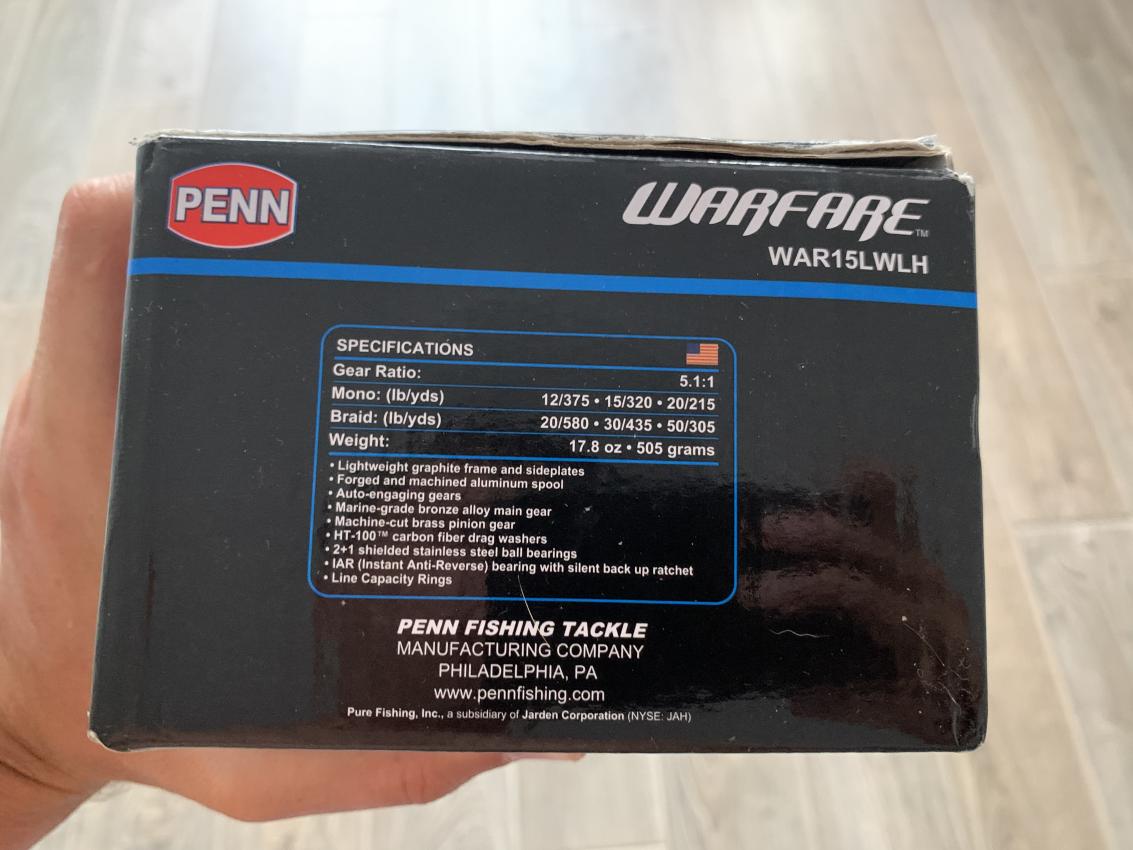 PENN
WARFARE™
WAR15LWLH
SPECIFICATIONS
Gear Ratio: 5.1:1
Mono: (lb/yds) 12/375 • 15/320 • 20/215
Braid: (lb/yds) 20/580 • 30/435 • 50/305
Weight: 17.8 oz • 505 grams
• Lightweight graphite frame and sideplates
• Forged and machined aluminum spool
• Auto-engaging gears
• Marine-grade bronze alloy main gear
• Machine-cut brass pinion gear
• HT-100™ carbon fiber drag washers
• 2+1 shielded stainless steel ball bearings
• IAR (Instant Anti-Reverse) bearing with silent back up ratchet
• Line Capacity Rings
PENN FISHING TACKLE
MANUFACTURING COMPANY
PHILADELPHIA, PA
www.pennfishing.com
Pure Fishing, Inc., a subsidiary of Jarden Corporation (NYSE: JAH)